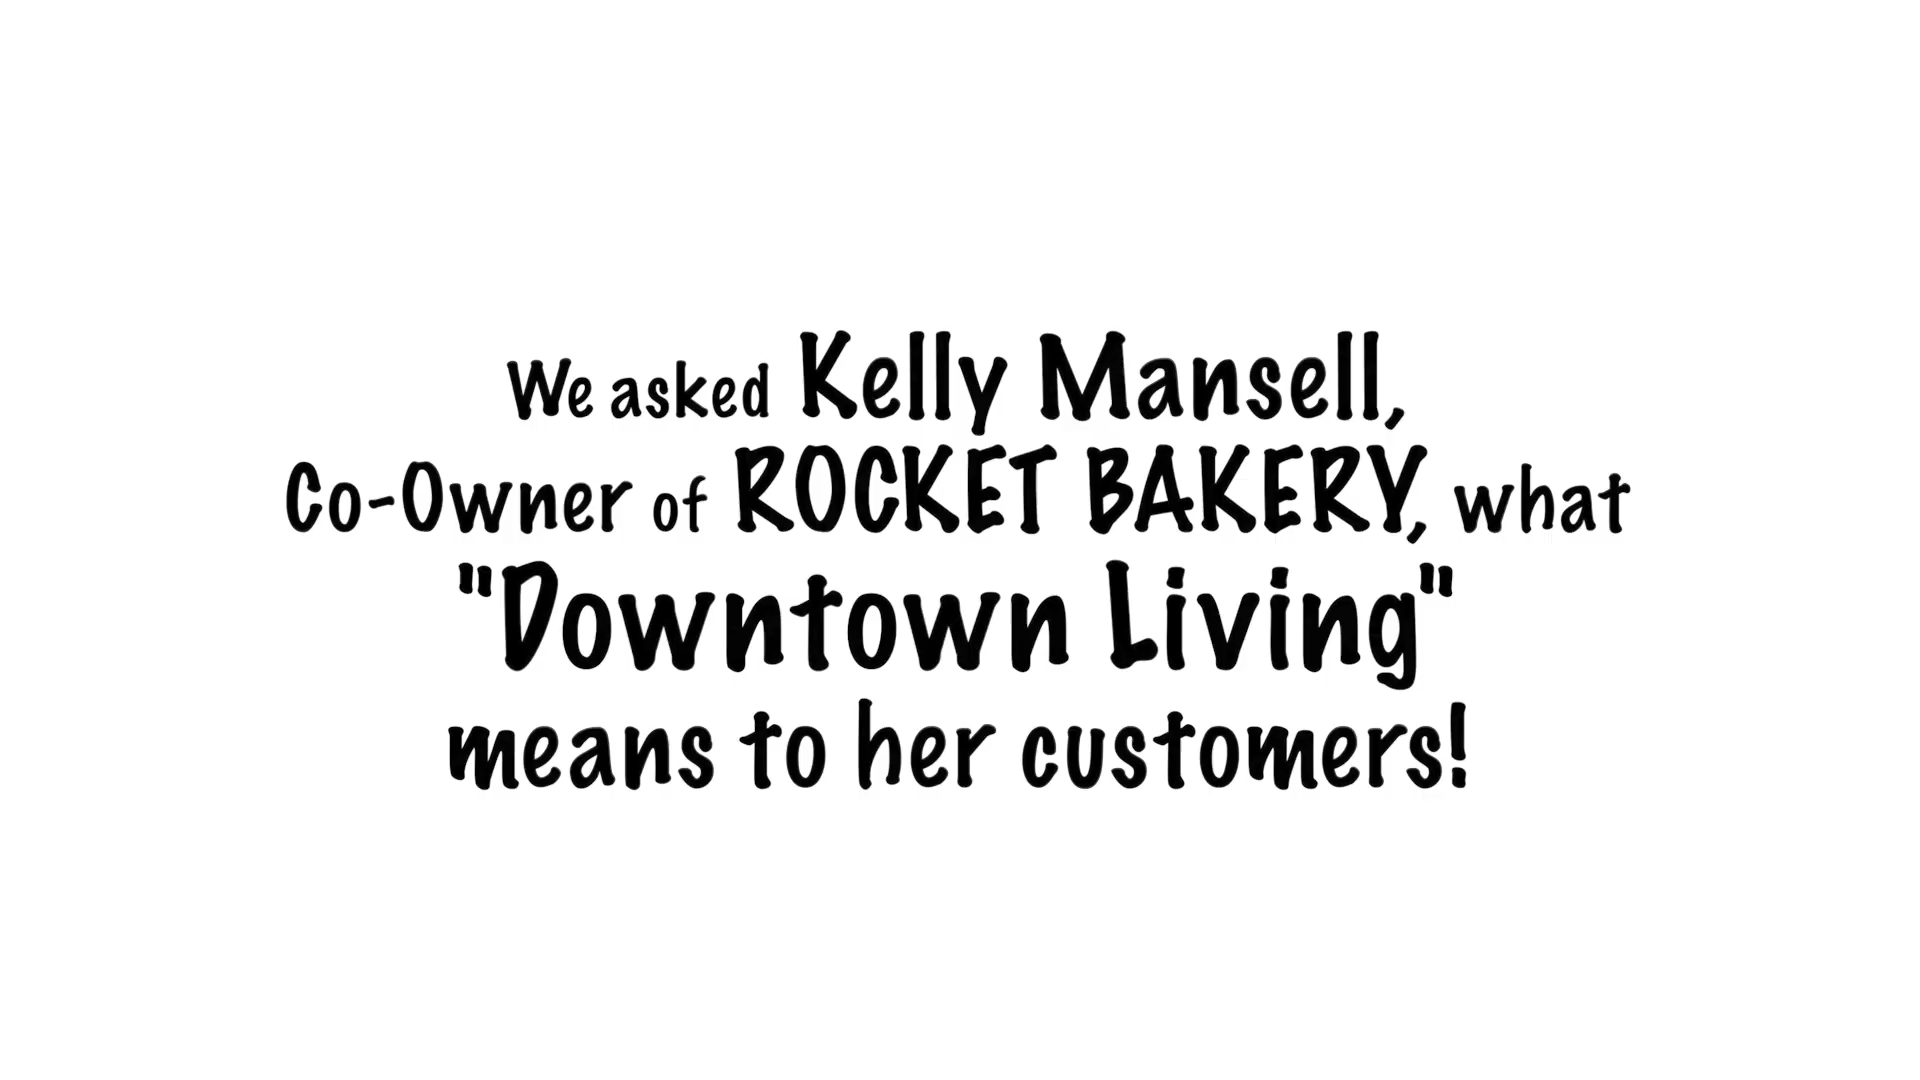 We asked Kelly Mansell,
Co-Owner of ROCKET BAKERY, what
"Downtown Living"
means to her customers!